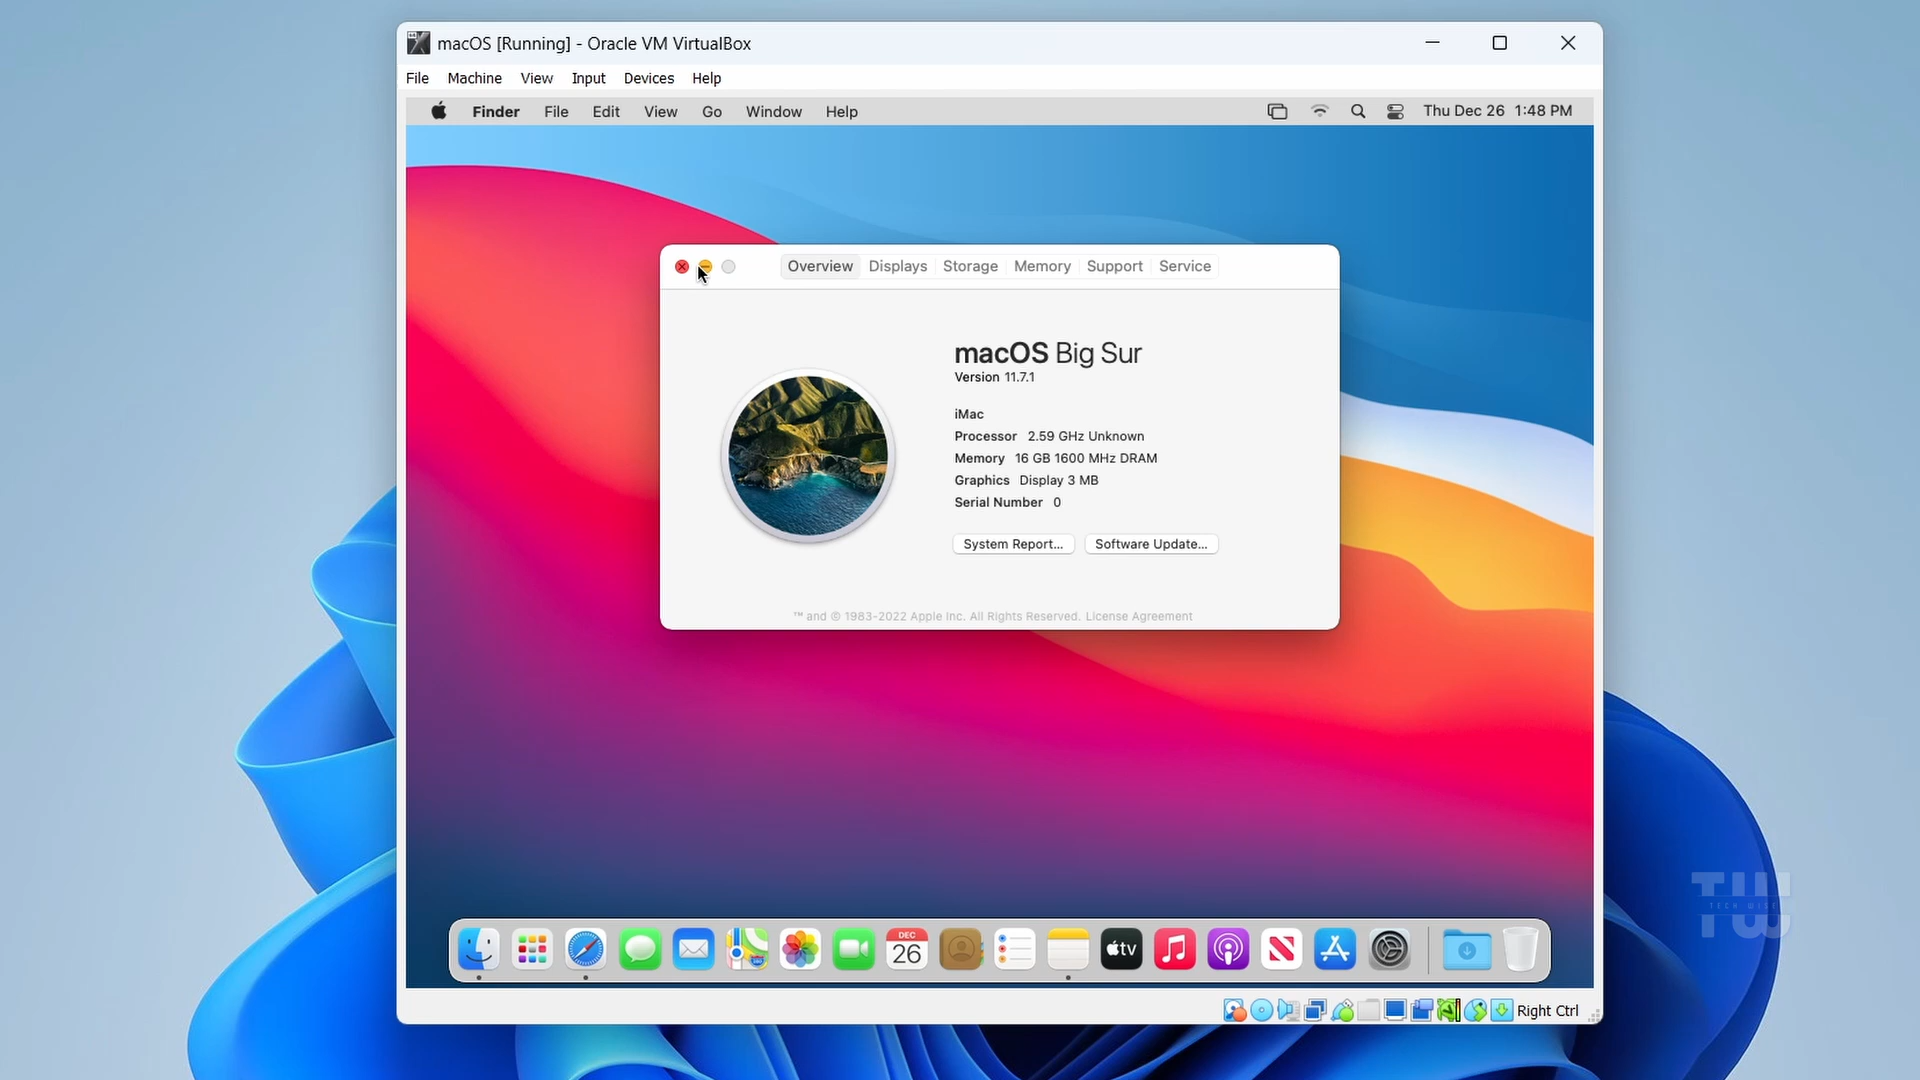 macOS [Running] - Oracle VM VirtualBox
File Machine View Input Devices Help
Finder File Edit View Go Window Help Thu Dec 26 1:48 PM
Overview Displays Storage Memory Support Service
macOS Big Sur
Version 11.7.1
iMac
Processor 2.59 GHz Unknown
Memory 16 GB 1600 MHz DRAM
Graphics Display 3 MB
Serial Number 0
System Report... Software Update...
™ and © 1983-2022 Apple Inc. All Rights Reserved. License Agreement
TW
TECH WISE
DEC
26
tv
Right Ctrl